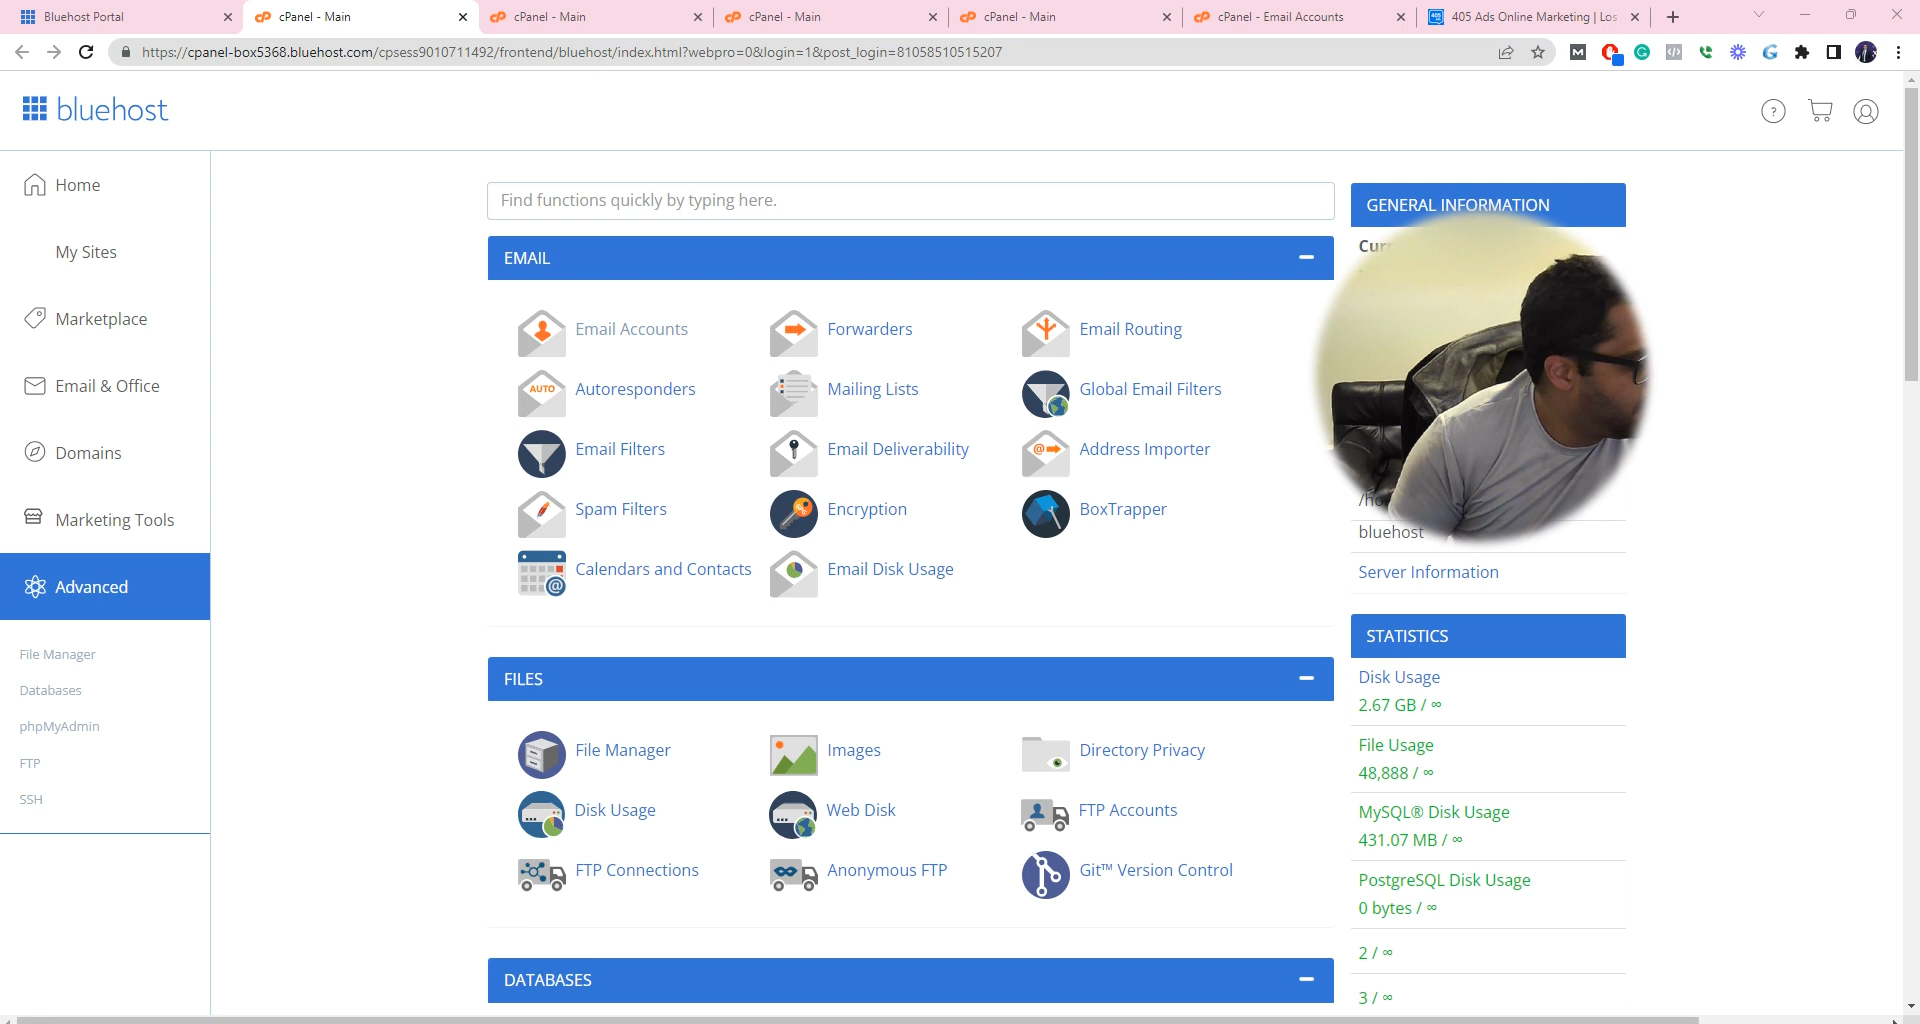 Bluehost Portal
cPanel - Main
cPanel - Main
cPanel - Main
cPanel - Main
cPanel - Email Accounts
405 Ads Online Marketing | Los
https://cpanel-box5368.bluehost.com/cpsess9010711492/frontend/bluehost/index.html?webpro=0&login=1&post_login=81058510515207
bluehost
Home
My Sites
Marketplace
Email & Office
Domains
Marketing Tools
Advanced
File Manager
Databases
phpMyAdmin
FTP
SSH
Find functions quickly by typing here.
EMAIL
Email Accounts
Forwarders
Email Routing
AUTO
Autoresponders
Mailing Lists
Global Email Filters
Email Filters
Email Deliverability
Address Importer
Spam Filters
Encryption
BoxTrapper
Calendars and Contacts
Email Disk Usage
FILES
File Manager
Images
Directory Privacy
Disk Usage
Web Disk
FTP Accounts
FTP Connections
Anonymous FTP
Git™ Version Control
DATABASES
GENERAL INFORMATION
Curr
/ho
bluehost
Server Information
STATISTICS
Disk Usage
2.67 GB / ∞
File Usage
48,888 / ∞
MySQL® Disk Usage
431.07 MB / ∞
PostgreSQL Disk Usage
0 bytes / ∞
2 / ∞
3 / ∞